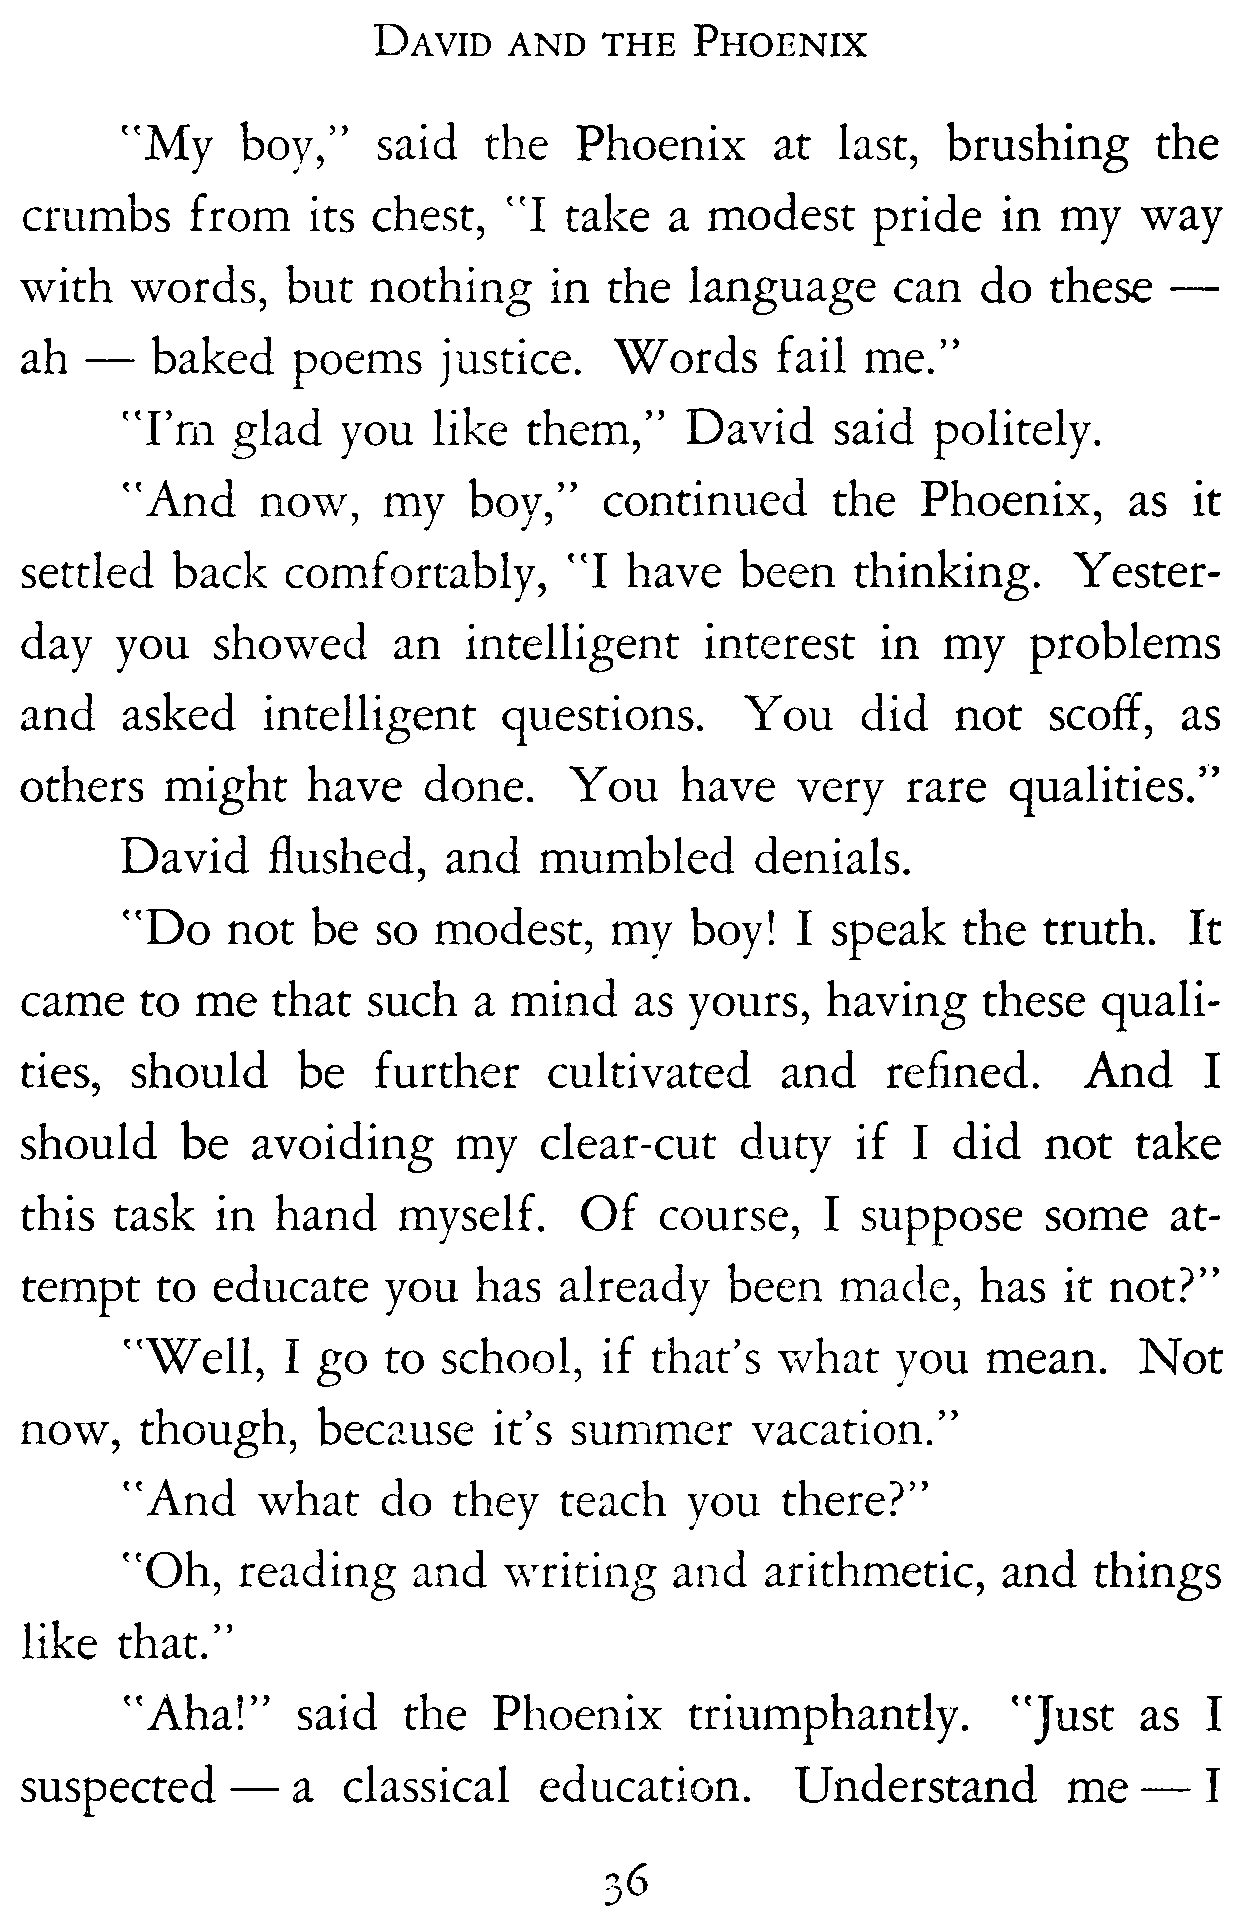 DAVID AND THE PHOENIX
"My boy," said the Phoenix at last, brushing the
crumbs from its chest, "I take a modest pride in my way
with words, but nothing in the language can do these —
ah — baked poems justice. Words fail me."
"I'm glad you like them," David said politely.
"And now, my boy," continued the Phoenix, as it
settled back comfortably, "I have been thinking. Yester-
day you showed an intelligent interest in my problems
and asked intelligent questions. You did not scoff, as
others might have done. You have very rare qualities."
David flushed, and mumbled denials.
"Do not be so modest, my boy! I speak the truth. It
came to me that such a mind as yours, having these quali-
ties, should be further cultivated and refined. And I
should be avoiding my clear-cut duty if I did not take
this task in hand myself. Of course, I suppose some at-
tempt to educate you has already been made, has it not?"
"Well, I go to school, if that's what you mean. Not
now, though, because it's summer vacation."
"And what do they teach you there?"
"Oh, reading and writing and arithmetic, and things
like that."
"Aha!" said the Phoenix triumphantly. "Just as I
suspected — a classical education. Understand me — I
36